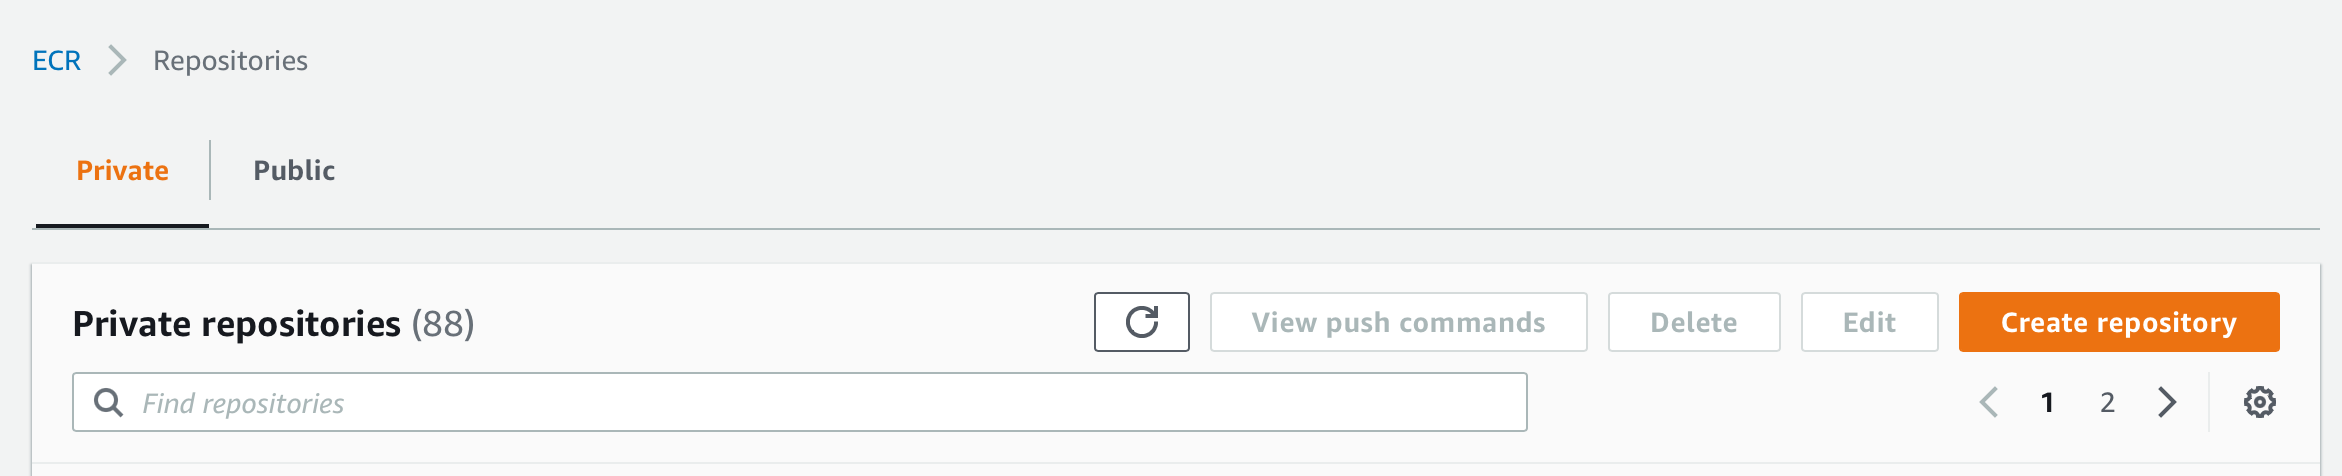 ECR Repositories
Private Public
Private repositories (88) View push commands Delete Edit Create repository
Find repositories 1 2